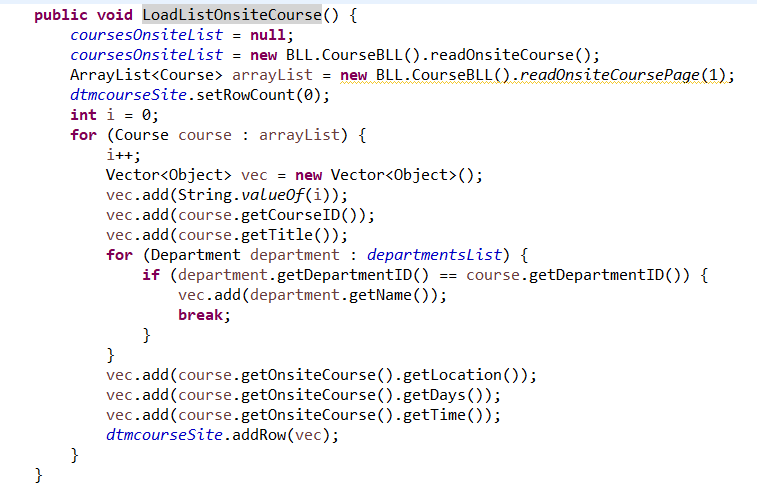 public void LoadListOnsiteCourse() {
    coursesOnsiteList = null;
    coursesOnsiteList = new BLL.CourseBLL().readOnsiteCourse();
    ArrayList<Course> arrayList = new BLL.CourseBLL().readOnsiteCoursePage(1);
    dtmcourseSite.setRowCount(0);
    int i = 0;
    for (Course course : arrayList) {
        i++;
        Vector<Object> vec = new Vector<Object>();
        vec.add(String.valueOf(i));
        vec.add(course.getCourseID());
        vec.add(course.getTitle());
        for (Department department : departmentsList) {
            if (department.getDepartmentID() == course.getDepartmentID()) {
                vec.add(department.getName());
                break;
            }
        }
        vec.add(course.getOnsiteCourse().getLocation());
        vec.add(course.getOnsiteCourse().getDays());
        vec.add(course.getOnsiteCourse().getTime());
        dtmcourseSite.addRow(vec);
    }
}